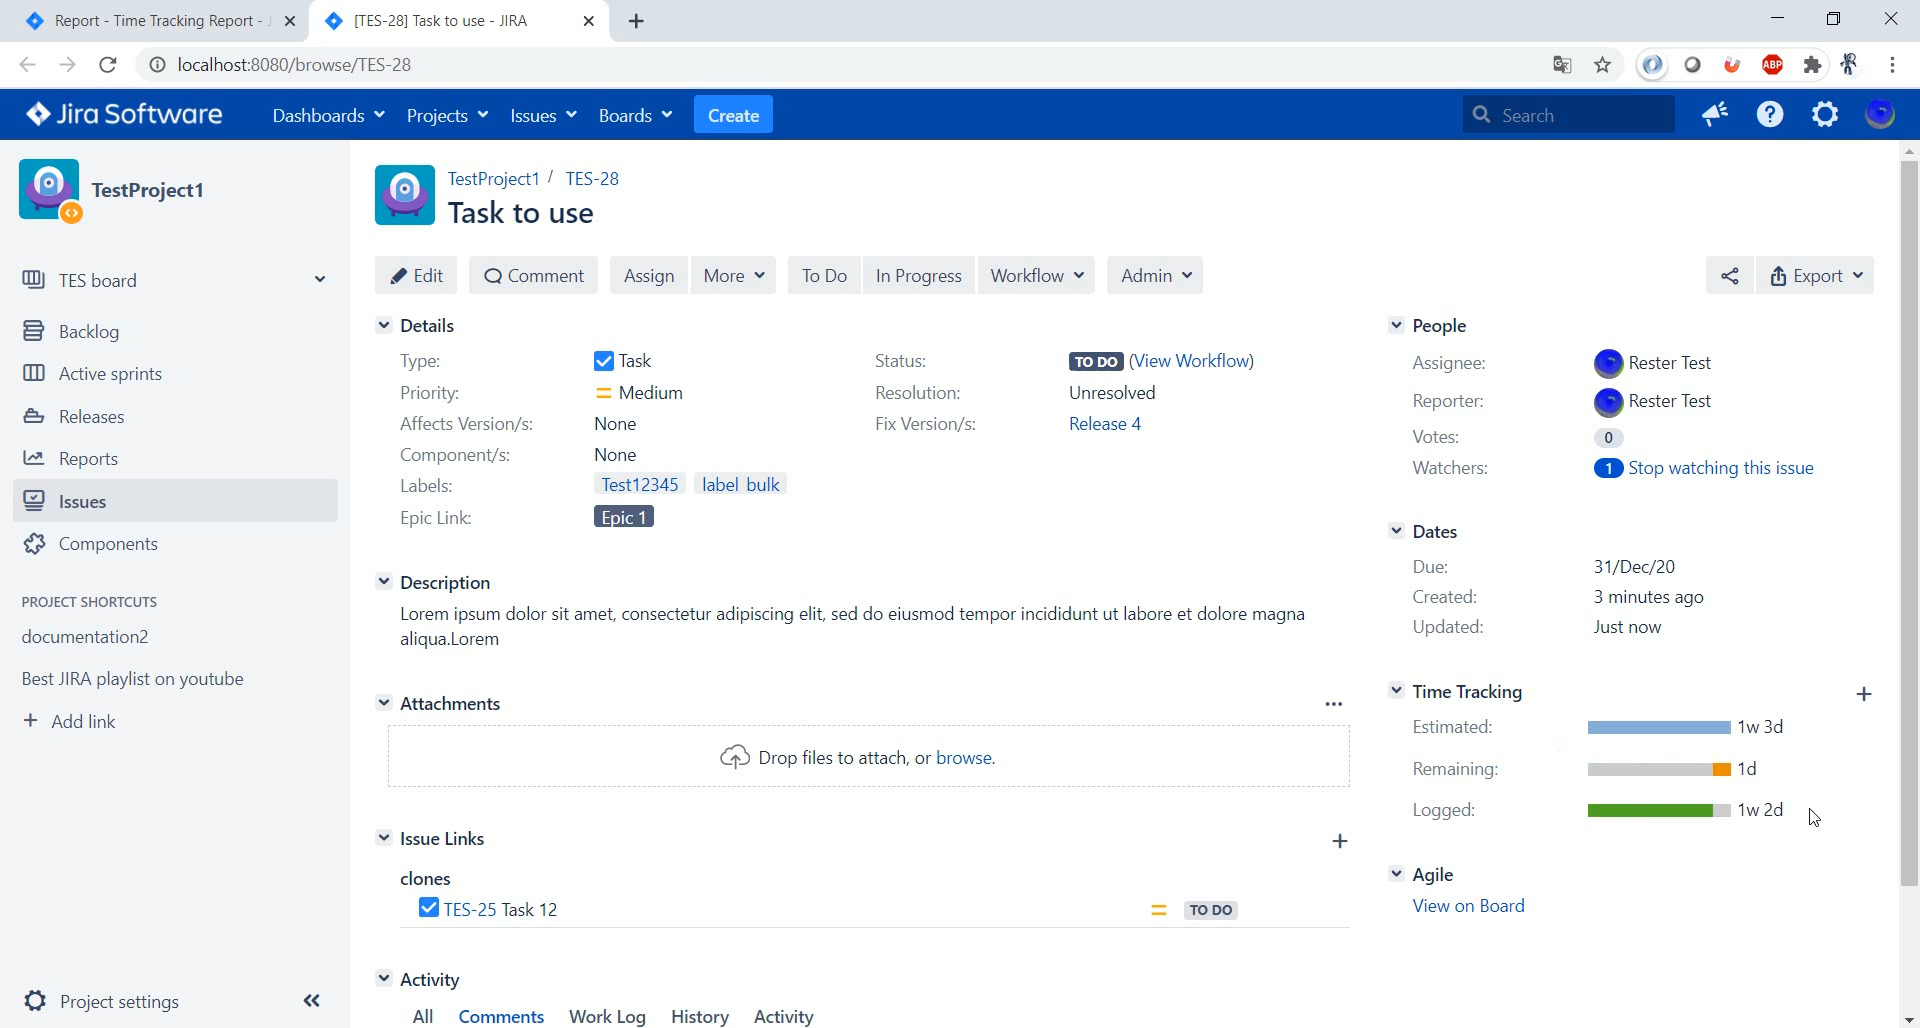 Report - Time Tracking Report - J
[TES-28] Task to use - JIRA
localhost:8080/browse/TES-28
ABP
Jira Software
Dashboards
Projects
Issues
Boards
Create
Search
TestProject1
TES board
Backlog
Active sprints
Releases
Reports
Issues
Components
PROJECT SHORTCUTS
documentation2
Best JIRA playlist on youtube
+ Add link
Project settings
TestProject1 / TES-28
Task to use
Edit
Comment
Assign
More
To Do
In Progress
Workflow
Admin
Export
Details
Type: Task
Status: TO DO (View Workflow)
Priority: Medium
Resolution: Unresolved
Affects Version/s: None
Fix Version/s: Release 4
Component/s: None
Labels: Test12345 label_bulk
Epic Link: Epic 1
Description
Lorem ipsum dolor sit amet, consectetur adipiscing elit, sed do eiusmod tempor incididunt ut labore et dolore magna
aliqua.Lorem
Attachments
Drop files to attach, or browse.
Issue Links
clones
TES-25 Task 12
TO DO
Activity
All Comments Work Log History Activity
People
Assignee: Rester Test
Reporter: Rester Test
Votes: 0
Watchers: 1 Stop watching this issue
Dates
Due: 31/Dec/20
Created: 3 minutes ago
Updated: Just now
Time Tracking
Estimated: 1w 3d
Remaining: 1d
Logged: 1w 2d
Agile
View on Board